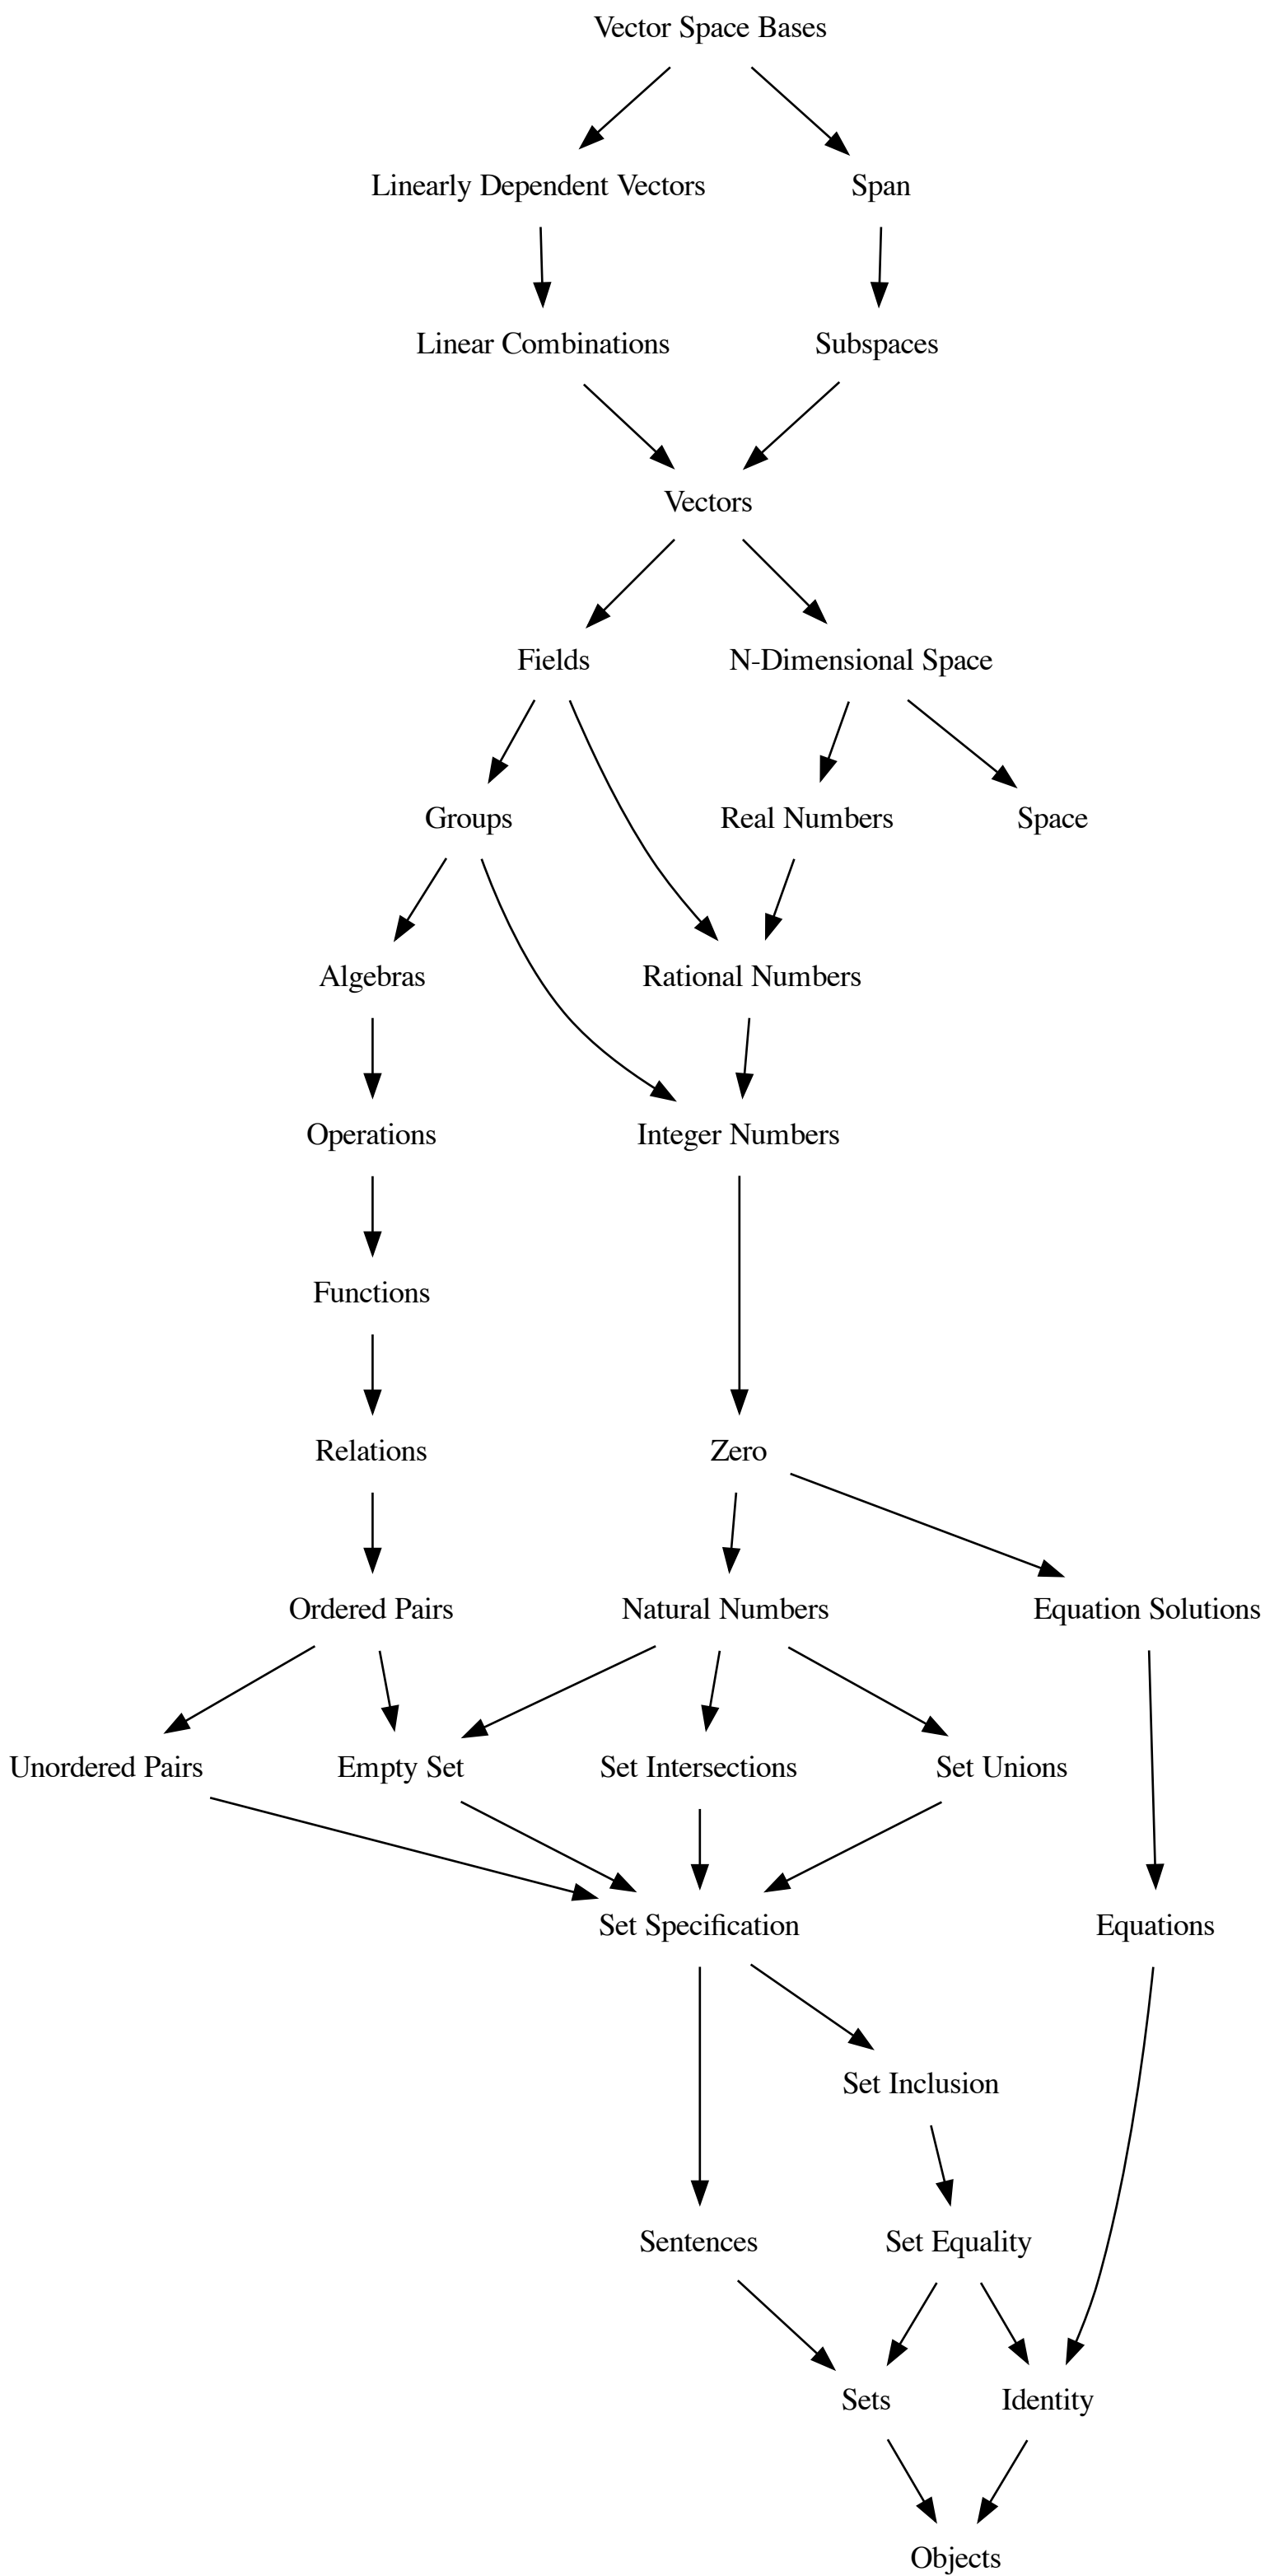 Vector Space Bases
Linearly Dependent Vectors
Span
Linear Combinations
Subspaces
Vectors
Fields
N-Dimensional Space
Groups
Real Numbers
Space
Algebras
Rational Numbers
Operations
Integer Numbers
Functions
Relations
Zero
Ordered Pairs
Natural Numbers
Equation Solutions
Unordered Pairs
Empty Set
Set Intersections
Set Unions
Set Specification
Equations
Set Inclusion
Sentences
Set Equality
Sets
Identity
Objects